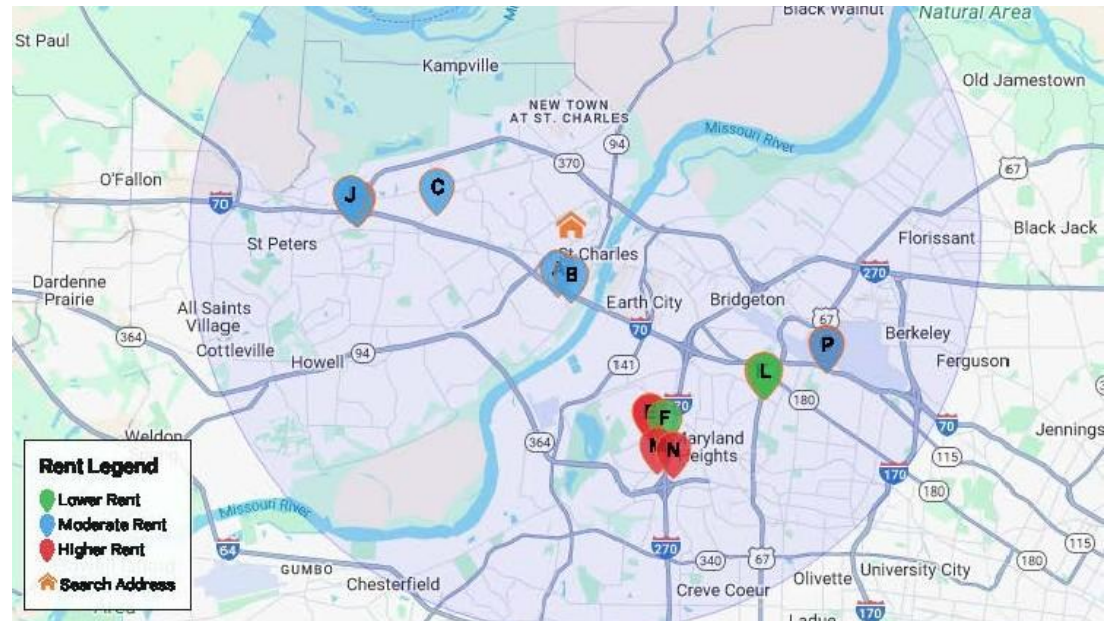 Black Walnut
Natural Area
St Paul
Kampville
Old Jamestown
NEW TOWN
AT ST. CHARLES
Missouri River
94
370
67
O'Fallon
J
C
70
St Peters
St Charles
Florissant
Black Jack
A
B
270
Dardenne
Prairie
Earth City
Bridgeton
All Saints
Village
67
70
Berkeley
364
Cottleville
P
Howell
94
141
L
Ferguson
180
F
70
Jennings
Weldon
364
N
Maryland
Heights
115
170
180
Rent Legend
Lower Rent
Moderate Rent
Higher Rent
Search Address
Missouri River
64
270
340
67
115
180
GUMBO
Chesterfield
Creve Coeur
Olivette
University City
170
Ladue
Area